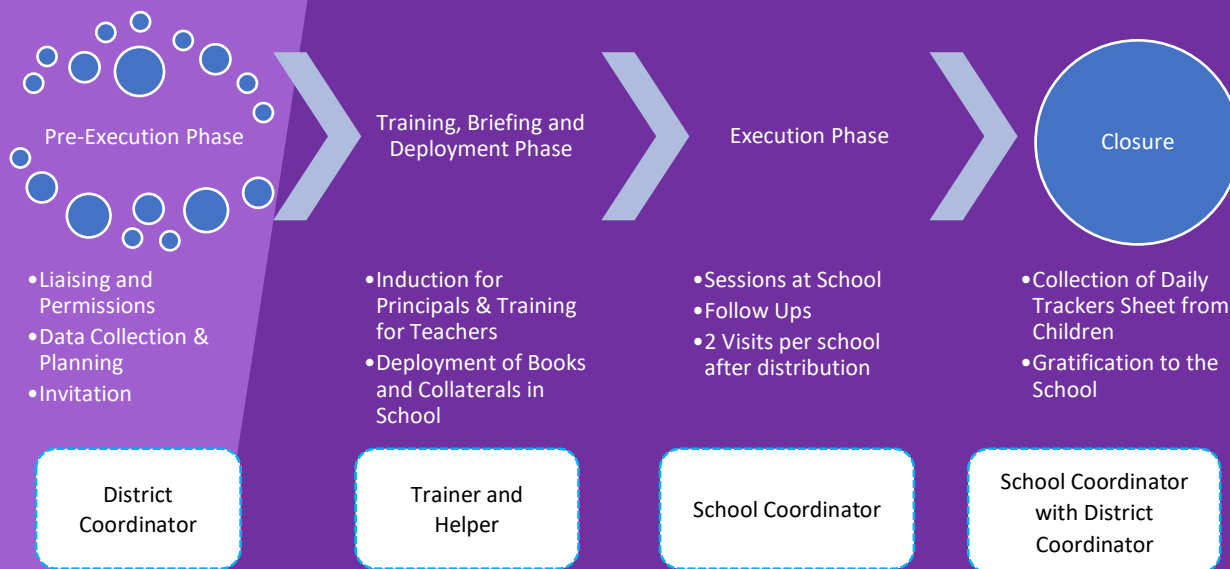 Pre-Execution Phase
Training, Briefing and
Deployment Phase
Execution Phase
Closure
•Liaising and
Permissions
•Data Collection &
Planning
•Invitation
•Induction for
Principals & Training
for Teachers
•Deployment of Books
and Collaterals in
School
•Sessions at School
•Follow Ups
•2 Visits per school
after distribution
•Collection of Daily
Trackers Sheet from
Children
•Gratification to the
School
District
Coordinator
Trainer and
Helper
School Coordinator
School Coordinator
with District
Coordinator